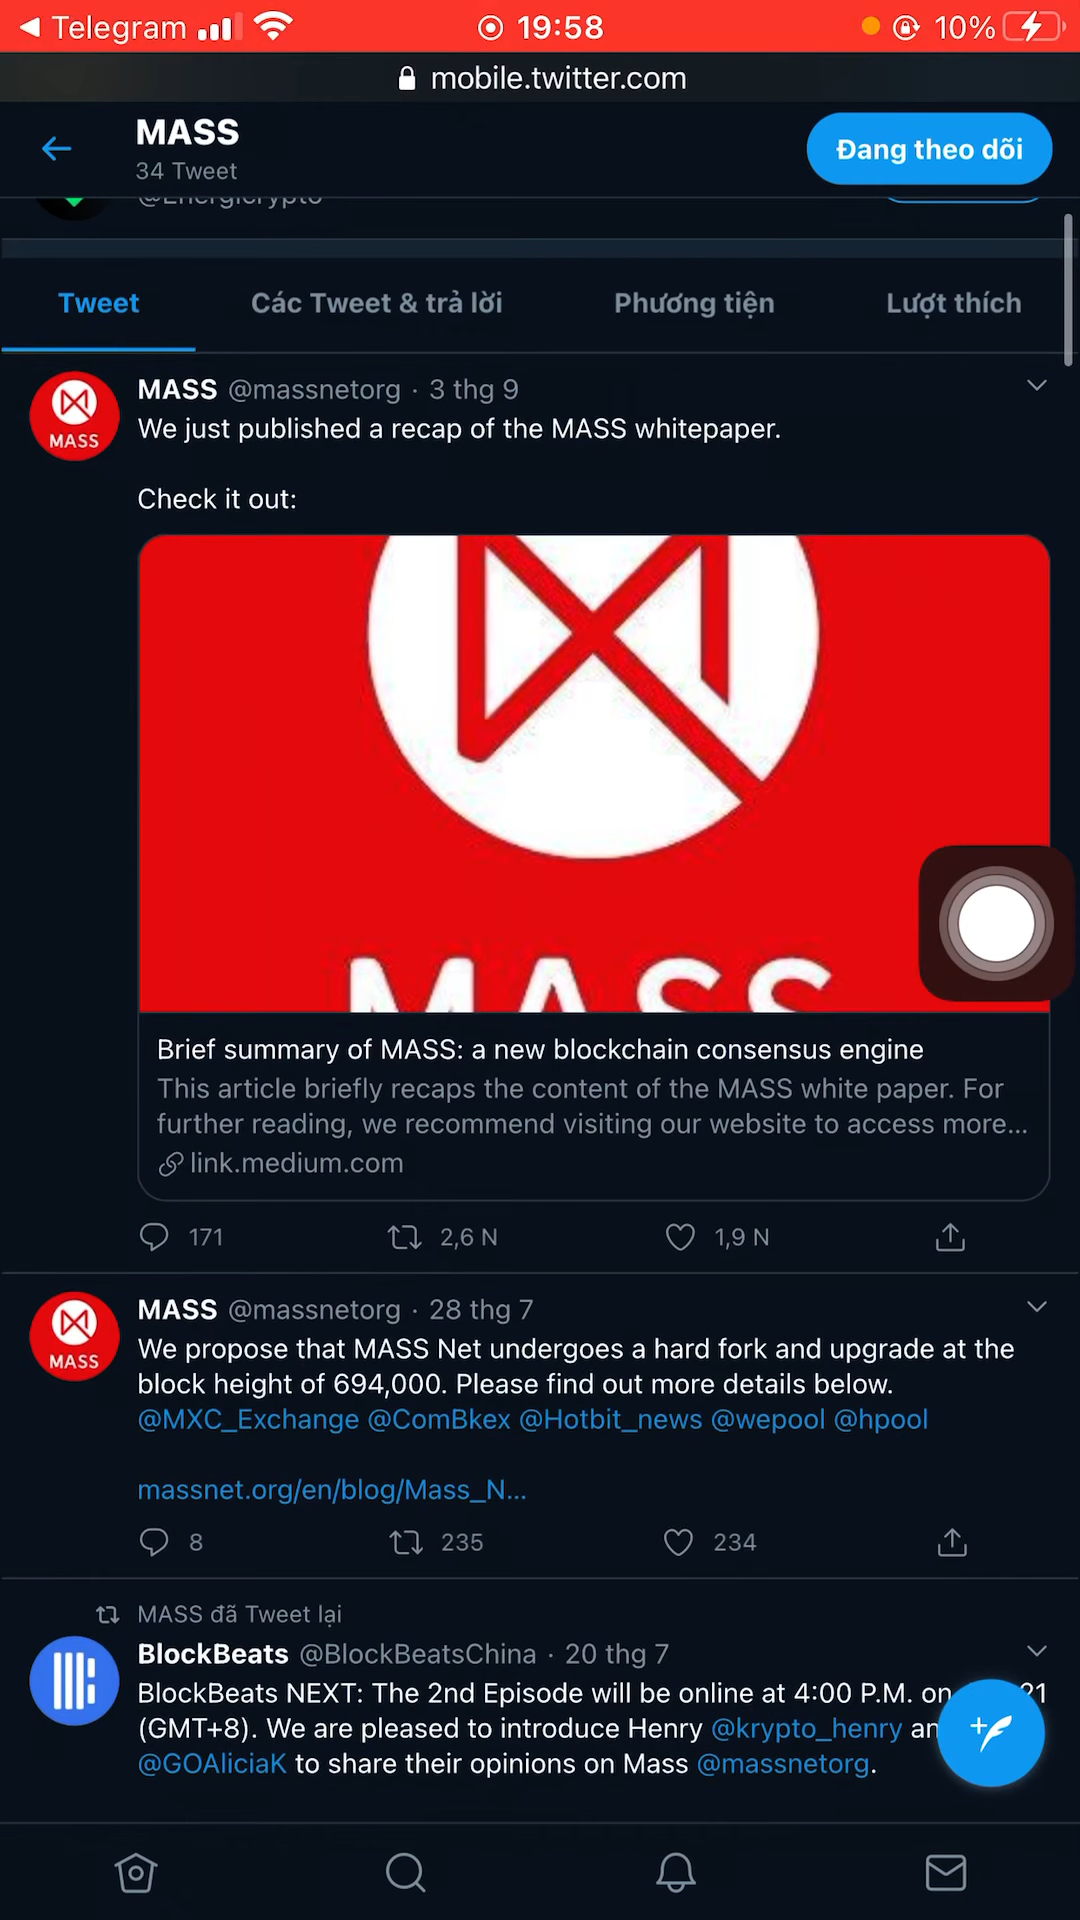 Telegram 19:58 10%
mobile.twitter.com
MASS
34 Tweet
Đang theo dõi
@Energicrypto
Tweet Các Tweet & trả lời Phương tiện Lượt thích
MASS @massnetorg · 3 thg 9
We just published a recap of the MASS whitepaper.
Check it out:
MASS
MASS
Brief summary of MASS: a new blockchain consensus engine
This article briefly recaps the content of the MASS white paper. For
further reading, we recommend visiting our website to access more...
link.medium.com
171 2,6 N 1,9 N
MASS @massnetorg · 28 thg 7
We propose that MASS Net undergoes a hard fork and upgrade at the
block height of 694,000. Please find out more details below.
@MXC_Exchange @ComBkex @Hotbit_news @wepool @hpool
MASS
massnet.org/en/blog/Mass_N...
8 235 234
MASS đã Tweet lại
BlockBeats @BlockBeatsChina · 20 thg 7
BlockBeats NEXT: The 2nd Episode will be online at 4:00 P.M. on 21
(GMT+8). We are pleased to introduce Henry @krypto_henry an
@GOAliciaK to share their opinions on Mass @massnetorg.